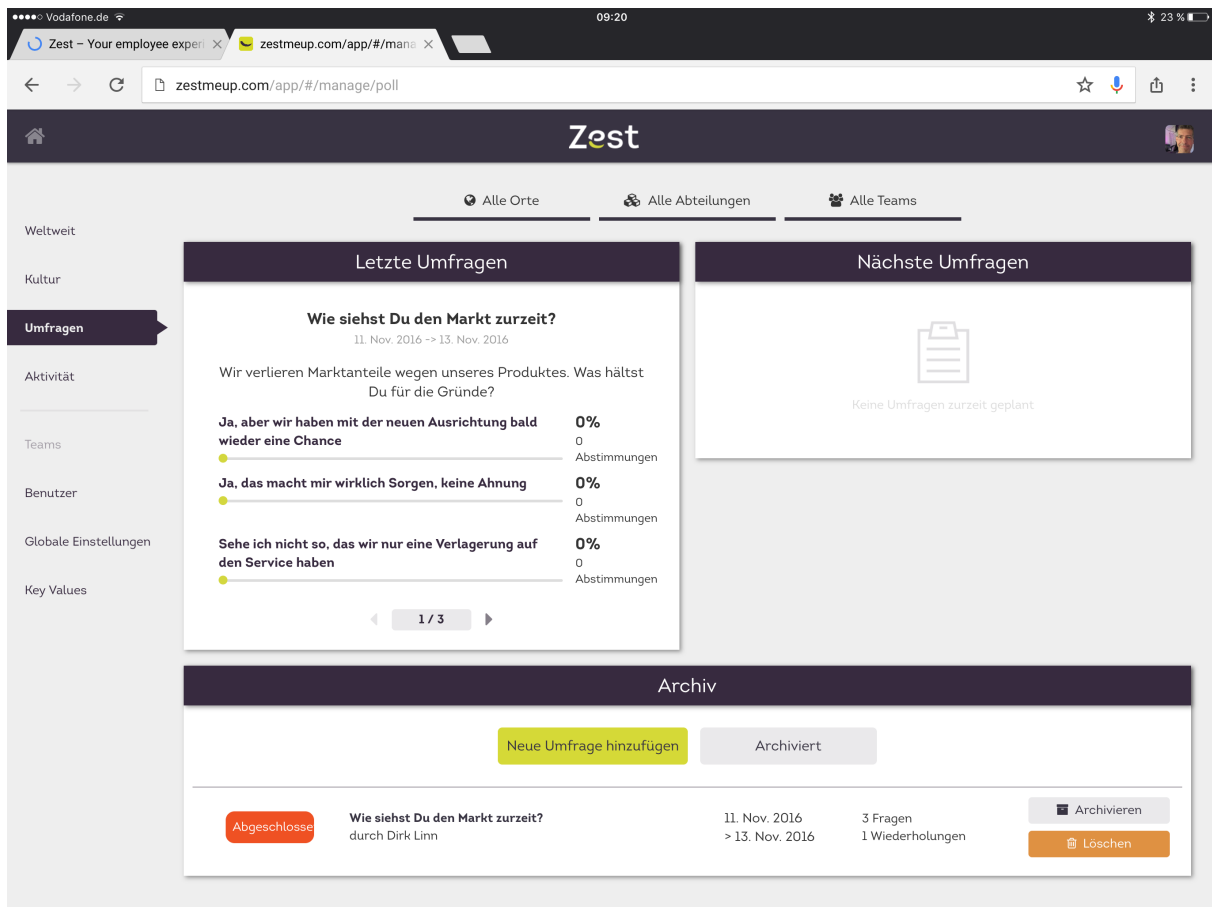 Vodafone.de
09:20
23 %
Zest – Your employee experi
zestmeup.com/app/#/mana
zestmeup.com/app/#/manage/poll
Zest
Alle Orte
Alle Abteilungen
Alle Teams
Weltweit
Kultur
Umfragen
Aktivität
Teams
Benutzer
Globale Einstellungen
Key Values
Letzte Umfragen
Wie siehst Du den Markt zurzeit?
11. Nov. 2016 -> 13. Nov. 2016
Wir verlieren Marktanteile wegen unseres Produktes. Was hältst
Du für die Gründe?
Ja, aber wir haben mit der neuen Ausrichtung bald
wieder eine Chance
0%
0
Abstimmungen
Ja, das macht mir wirklich Sorgen, keine Ahnung
0%
0
Abstimmungen
Sehe ich nicht so, das wir nur eine Verlagerung auf
den Service haben
0%
0
Abstimmungen
1 / 3
Nächste Umfragen
Keine Umfragen zurzeit geplant
Archiv
Neue Umfrage hinzufügen
Archiviert
Abgeschlosse
Wie siehst Du den Markt zurzeit?
durch Dirk Linn
11. Nov. 2016
> 13. Nov. 2016
3 Fragen
1 Wiederholungen
Archivieren
Löschen